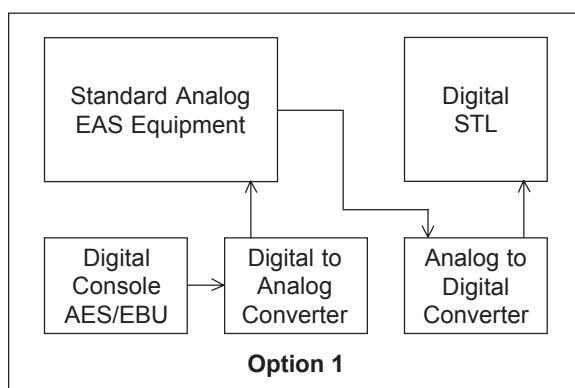 Standard Analog
EAS Equipment
Digital
STL
Digital
Console
AES/EBU
Digital to
Analog
Converter
Analog to
Digital
Converter
Option 1